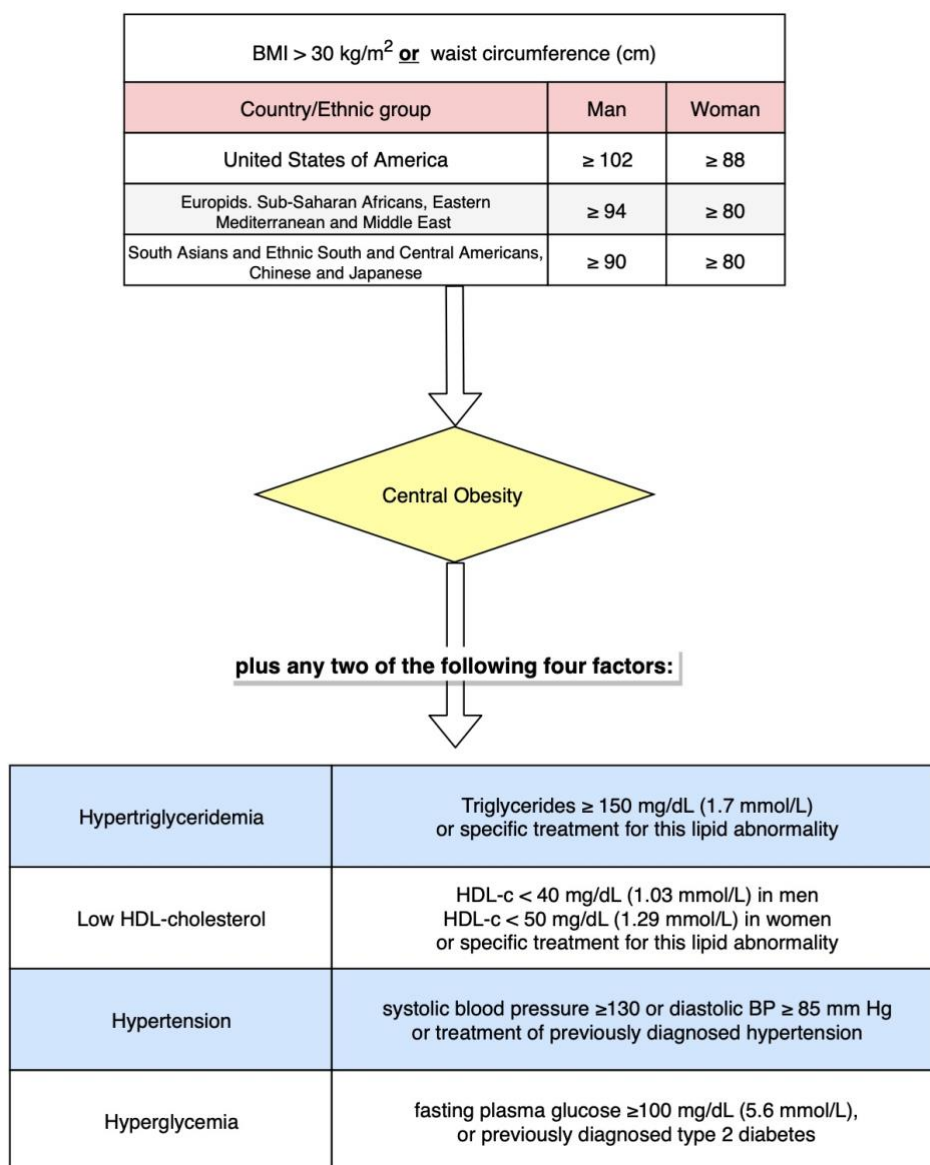 BMI > 30 kg/m² or waist circumference (cm)
Country/Ethnic group Man Woman
United States of America ≥ 102 ≥ 88
Europids. Sub-Saharan Africans, Eastern
Mediterranean and Middle East ≥ 94 ≥ 80
South Asians and Ethnic South and Central Americans,
Chinese and Japanese ≥ 90 ≥ 80
Central Obesity
plus any two of the following four factors:
Hypertriglyceridemia
Triglycerides ≥ 150 mg/dL (1.7 mmol/L)
or specific treatment for this lipid abnormality
Low HDL-cholesterol
HDL-c < 40 mg/dL (1.03 mmol/L) in men
HDL-c < 50 mg/dL (1.29 mmol/L) in women
or specific treatment for this lipid abnormality
Hypertension
systolic blood pressure ≥130 or diastolic BP ≥ 85 mm Hg
or treatment of previously diagnosed hypertension
Hyperglycemia
fasting plasma glucose ≥100 mg/dL (5.6 mmol/L),
or previously diagnosed type 2 diabetes